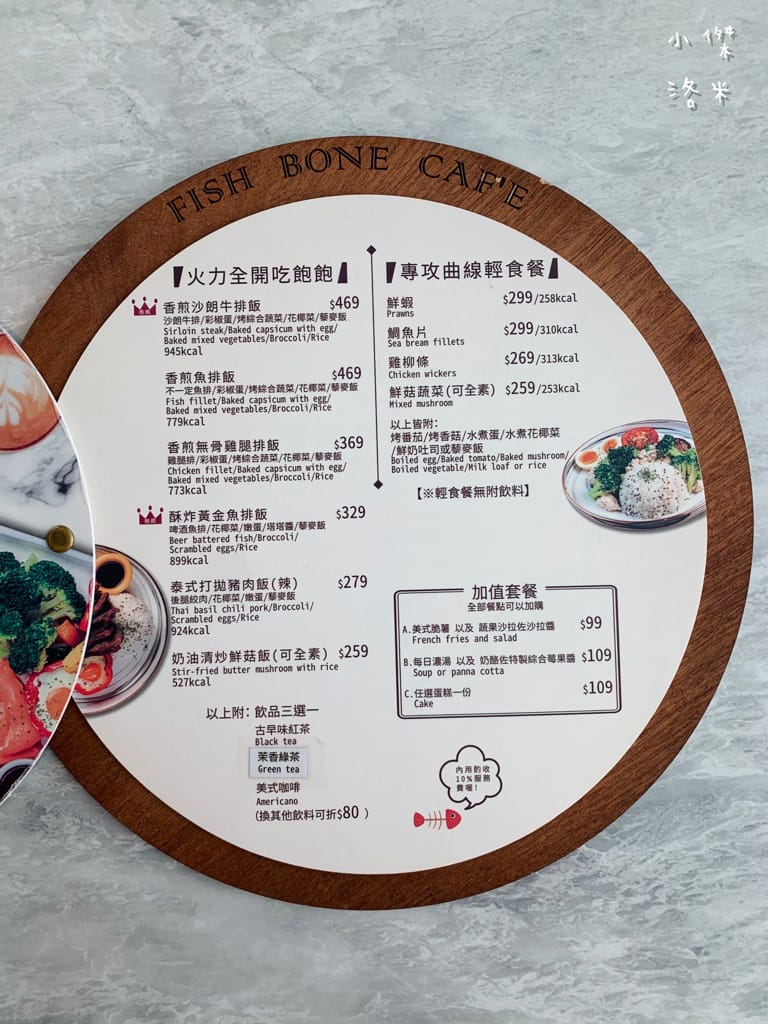 小傑
洛米
FISH BONE CAF'E
火力全開吃飽飽
香煎沙朗牛排飯 $469
沙朗牛排/彩椒蛋/烤綜合蔬菜/花椰菜/藜麥飯
Sirloin steak/Baked capsicum with egg/
Baked mixed vegetables/Broccoli/Rice
945kcal
香煎魚排飯 $469
不一定魚排/彩椒蛋/烤綜合蔬菜/花椰菜/藜麥飯
Fish fillet/Baked capsicum with egg/
Baked mixed vegetables/Broccoli/Rice
779kcal
香煎無骨雞腿排飯 $369
雞腿排/彩椒蛋/烤綜合蔬菜/花椰菜/藜麥飯
Chicken fillet/Baked capsicum with egg/
Baked mixed vegetables/Broccoli/Rice
773kcal
酥炸黃金魚排飯 $329
啤酒魚排/花椰菜/嫩蛋/塔塔醬/藜麥飯
Beer battered fish/Broccoli/
Scrambled eggs/Rice
899kcal
泰式打拋豬肉飯(辣) $279
後腿絞肉/花椰菜/嫩蛋/藜麥飯
Thai basil chili pork/Broccoli/
Scrambled eggs/Rice
924kcal
奶油清炒鮮菇飯(可全素) $259
Stir-fried butter mushroom with rice
527kcal
以上附: 飲品三選一
古早味紅茶
Black tea
茉香綠茶
Green tea
美式咖啡
Americano
(換其他飲料可折$80 )
專攻曲線輕食餐
鮮蝦 $299/258kcal
Prawns
鯛魚片 $299/310kcal
Sea bream fillets
雞柳條 $269/313kcal
Chicken wickers
鮮菇蔬菜(可全素) $259/253kcal
Mixed mushroom
以上皆附:
烤番茄/烤香菇/水煮蛋/水煮花椰菜
/鮮奶吐司或藜麥飯
Boiled egg/Baked tomato/Baked mushroom/
Boiled vegetable/Milk loaf or rice
【※輕食餐無附飲料】
加值套餐
全部餐點可以加購
A.美式脆薯 以及 蔬果沙拉佐沙拉醬 $99
French fries and salad
B.每日濃湯 以及 奶酪佐特製綜合莓果醬 $109
Soup or panna cotta
C.任選蛋糕一份 $109
Cake
內用酌收
10%服務
費喔!